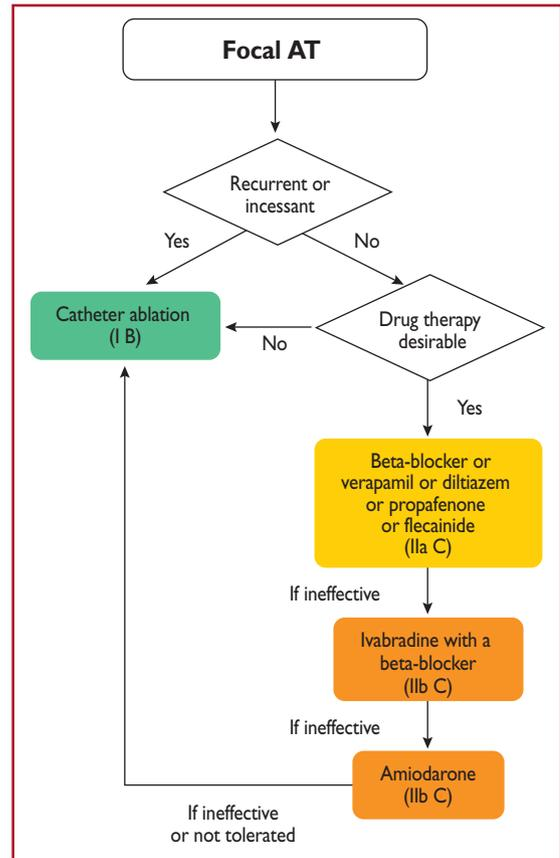 Focal AT
Recurrent or
incessant
Yes
No
Catheter ablation
(I B)
No
Drug therapy
desirable
Yes
Beta-blocker or
verapamil or diltiazem
or propafenone
or flecainide
(IIa C)
If ineffective
Ivabradine with a
beta-blocker
(IIb C)
If ineffective
Amiodarone
(IIb C)
If ineffective
or not tolerated